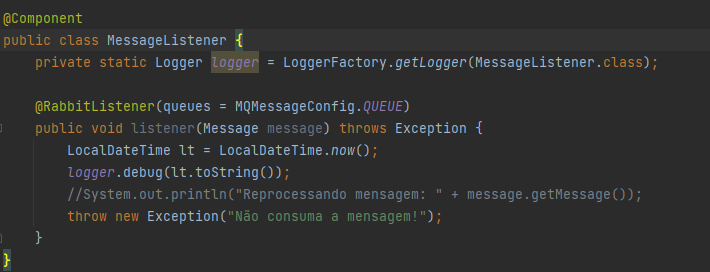 @Component
public class MessageListener {
    private static Logger logger = LoggerFactory.getLogger(MessageListener.class);
    @RabbitListener(queues = MQMessageConfig.QUEUE)
    public void listener(Message message) throws Exception {
        LocalDateTime lt = LocalDateTime.now();
        logger.debug(lt.toString());
        //System.out.println("Reprocessando mensagem: " + message.getMessage());
        throw new Exception("Não consuma a mensagem!");
    }
}